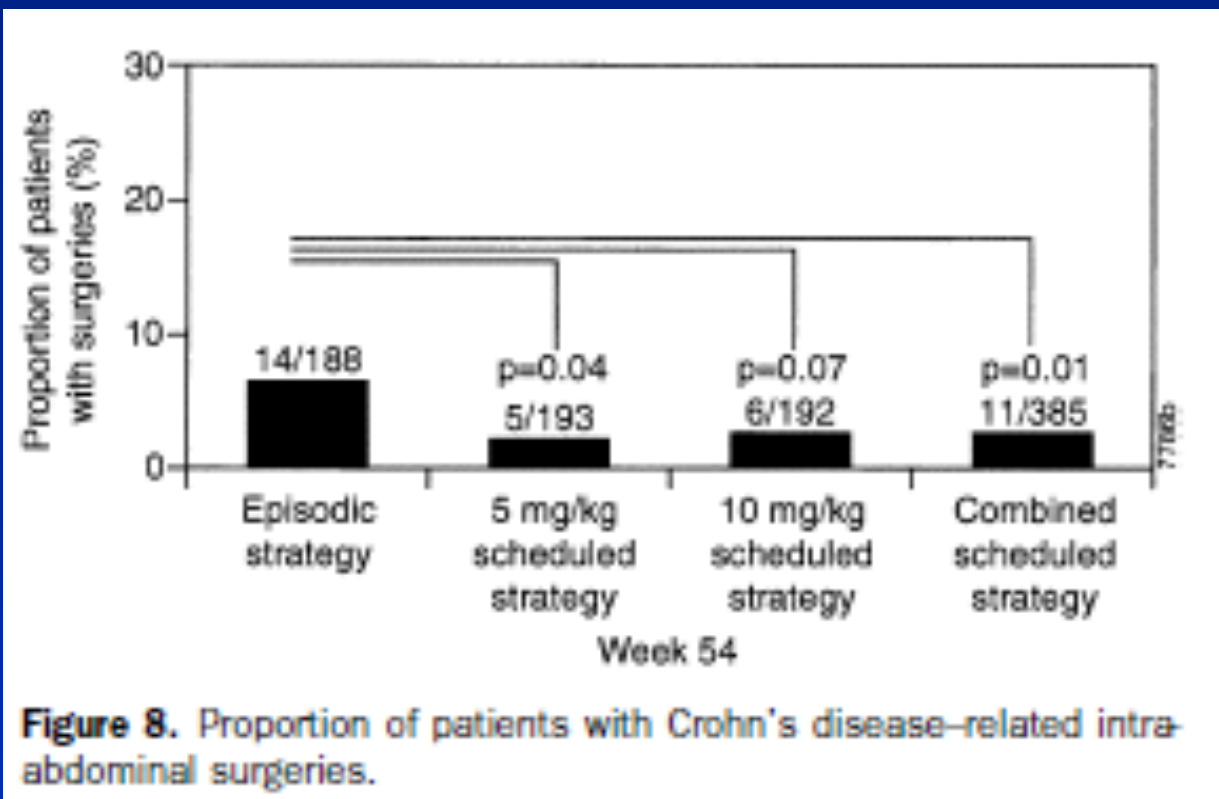 Proportion of patients
with surgeries (%)
30
20
10
0
14/188
p=0.04
5/193
p=0.07
6/192
p=0.01
11/385
Episodic
strategy
5 mg/kg
scheduled
strategy
10 mg/kg
scheduled
strategy
Combined
scheduled
strategy
Week 54
Figure 8. Proportion of patients with Crohn's disease–related intra-
abdominal surgeries.